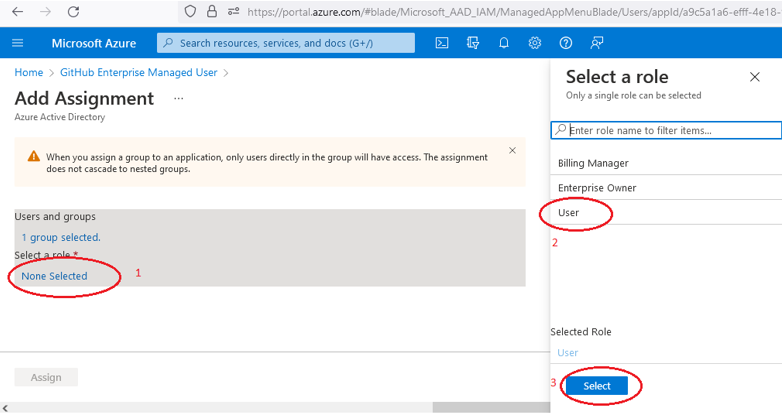 https://portal.azure.com/#blade/Microsoft_AAD_IAM/ManagedAppMenuBlade/Users/appId/a9c5a1a6-efff-4e18-
Microsoft Azure
Search resources, services, and docs (G+/)
Home > GitHub Enterprise Managed User >
Add Assignment ...
Azure Active Directory
When you assign a group to an application, only users directly in the group will have access. The assignment
does not cascade to nested groups.
Users and groups
1 group selected.
Select a role *
None Selected
1
Assign
Select a role
Only a single role can be selected
Enter role name to filter items...
Billing Manager
Enterprise Owner
User
2
Selected Role
User
3
Select